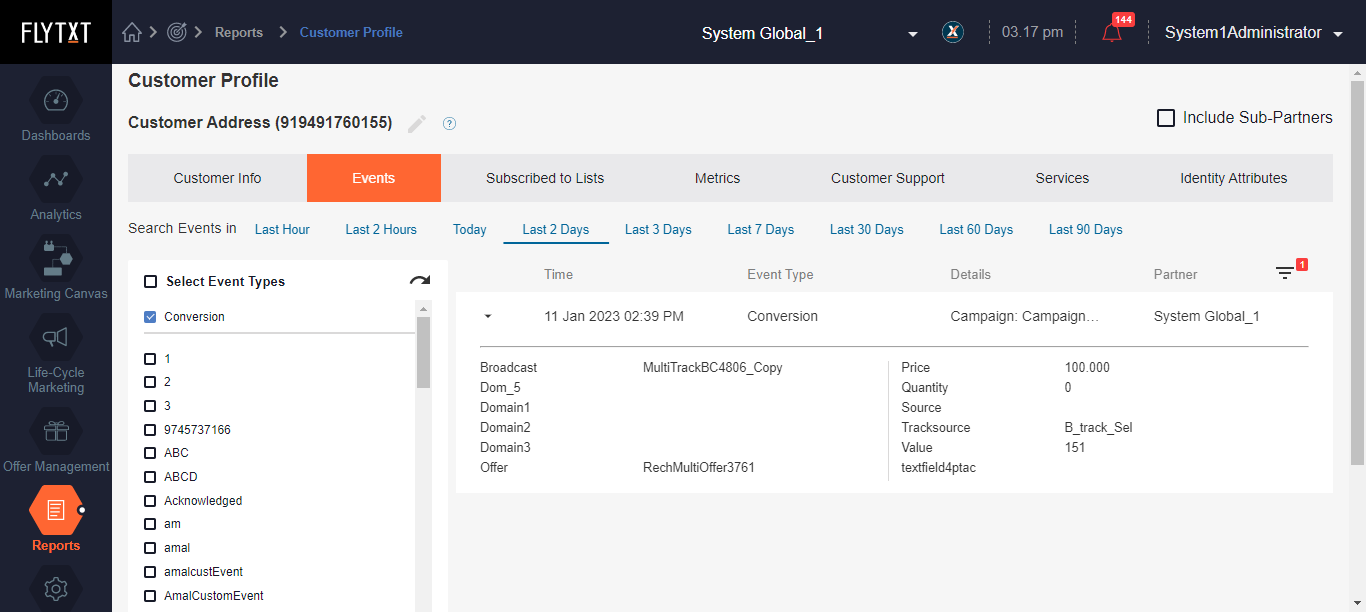 FLYTXT
Reports
Customer Profile
System Global_1
X
03.17 pm
144
System1Administrator
Dashboards
Analytics
Marketing Canvas
Life-Cycle
Marketing
Offer Management
Reports
Customer Profile
Customer Address (919491760155)
?
Include Sub-Partners
Customer Info
Events
Subscribed to Lists
Metrics
Customer Support
Services
Identity Attributes
Search Events in
Last Hour
Last 2 Hours
Today
Last 2 Days
Last 3 Days
Last 7 Days
Last 30 Days
Last 60 Days
Last 90 Days
Select Event Types
Conversion
1
2
3
9745737166
ABC
ABCD
Acknowledged
am
amal
amalcustEvent
AmalCustomEvent
Time
Event Type
Details
Partner
1
11 Jan 2023 02:39 PM
Conversion
Campaign: Campaign...
System Global_1
Broadcast MultiTrackBC4806_Copy
Dom_5
Domain1
Domain2
Domain3
Offer RechMultiOffer3761
Price 100.000
Quantity 0
Source
Tracksource B_track_Sel
Value 151
textfield4ptac